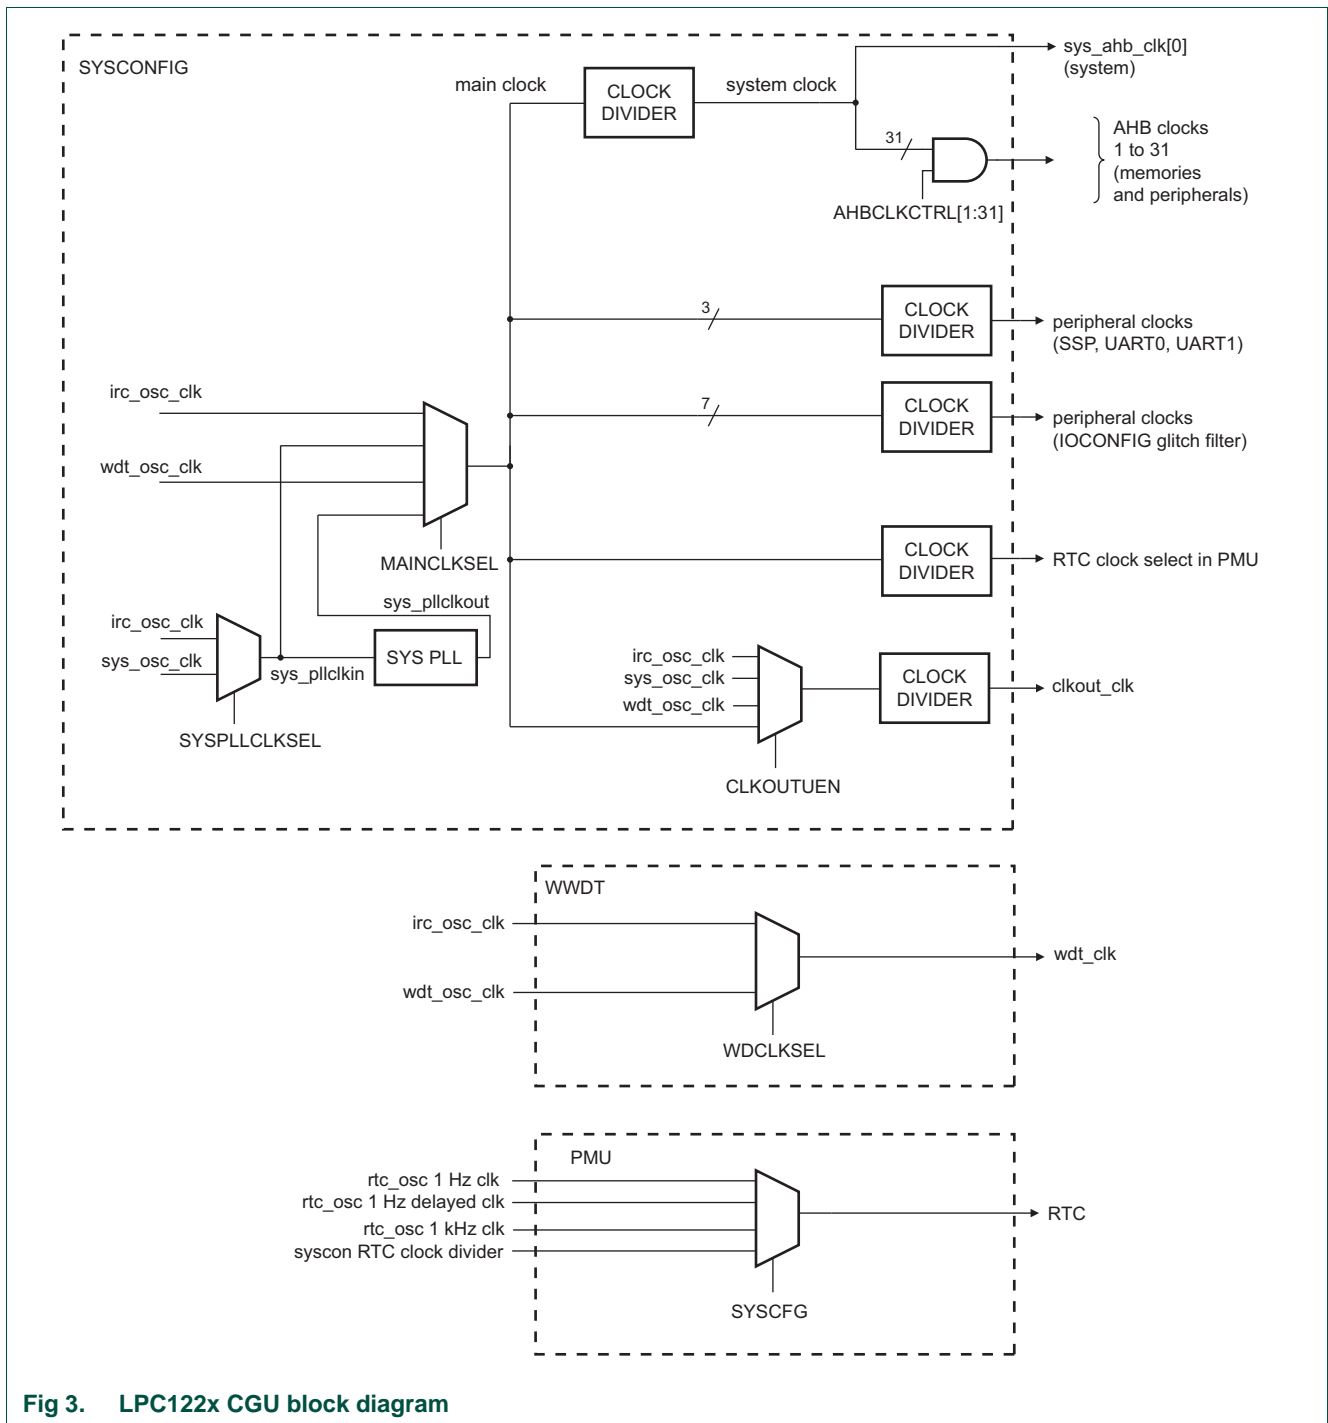 SYSCONFIG
main clock
CLOCK
DIVIDER
system clock
sys_ahb_clk[0]
(system)
31
AHB clocks
1 to 31
(memories
and peripherals)
AHBCLKCTRL[1:31]
3
CLOCK
DIVIDER
peripheral clocks
(SSP, UART0, UART1)
irc_osc_clk
7
CLOCK
DIVIDER
peripheral clocks
(IOCONFIG glitch filter)
wdt_osc_clk
MAINCLKSEL
CLOCK
DIVIDER
RTC clock select in PMU
sys_pllclkout
irc_osc_clk
sys_osc_clk
sys_pllclkin
SYS PLL
SYSPLLCLKSEL
irc_osc_clk
sys_osc_clk
wdt_osc_clk
CLOCK
DIVIDER
clkout_clk
CLKOUTUEN
WWDT
irc_osc_clk
wdt_osc_clk
wdt_clk
WDCLKSEL
PMU
rtc_osc 1 Hz clk
rtc_osc 1 Hz delayed clk
rtc_osc 1 kHz clk
syscon RTC clock divider
RTC
SYSCFG
Fig 3. LPC122x CGU block diagram